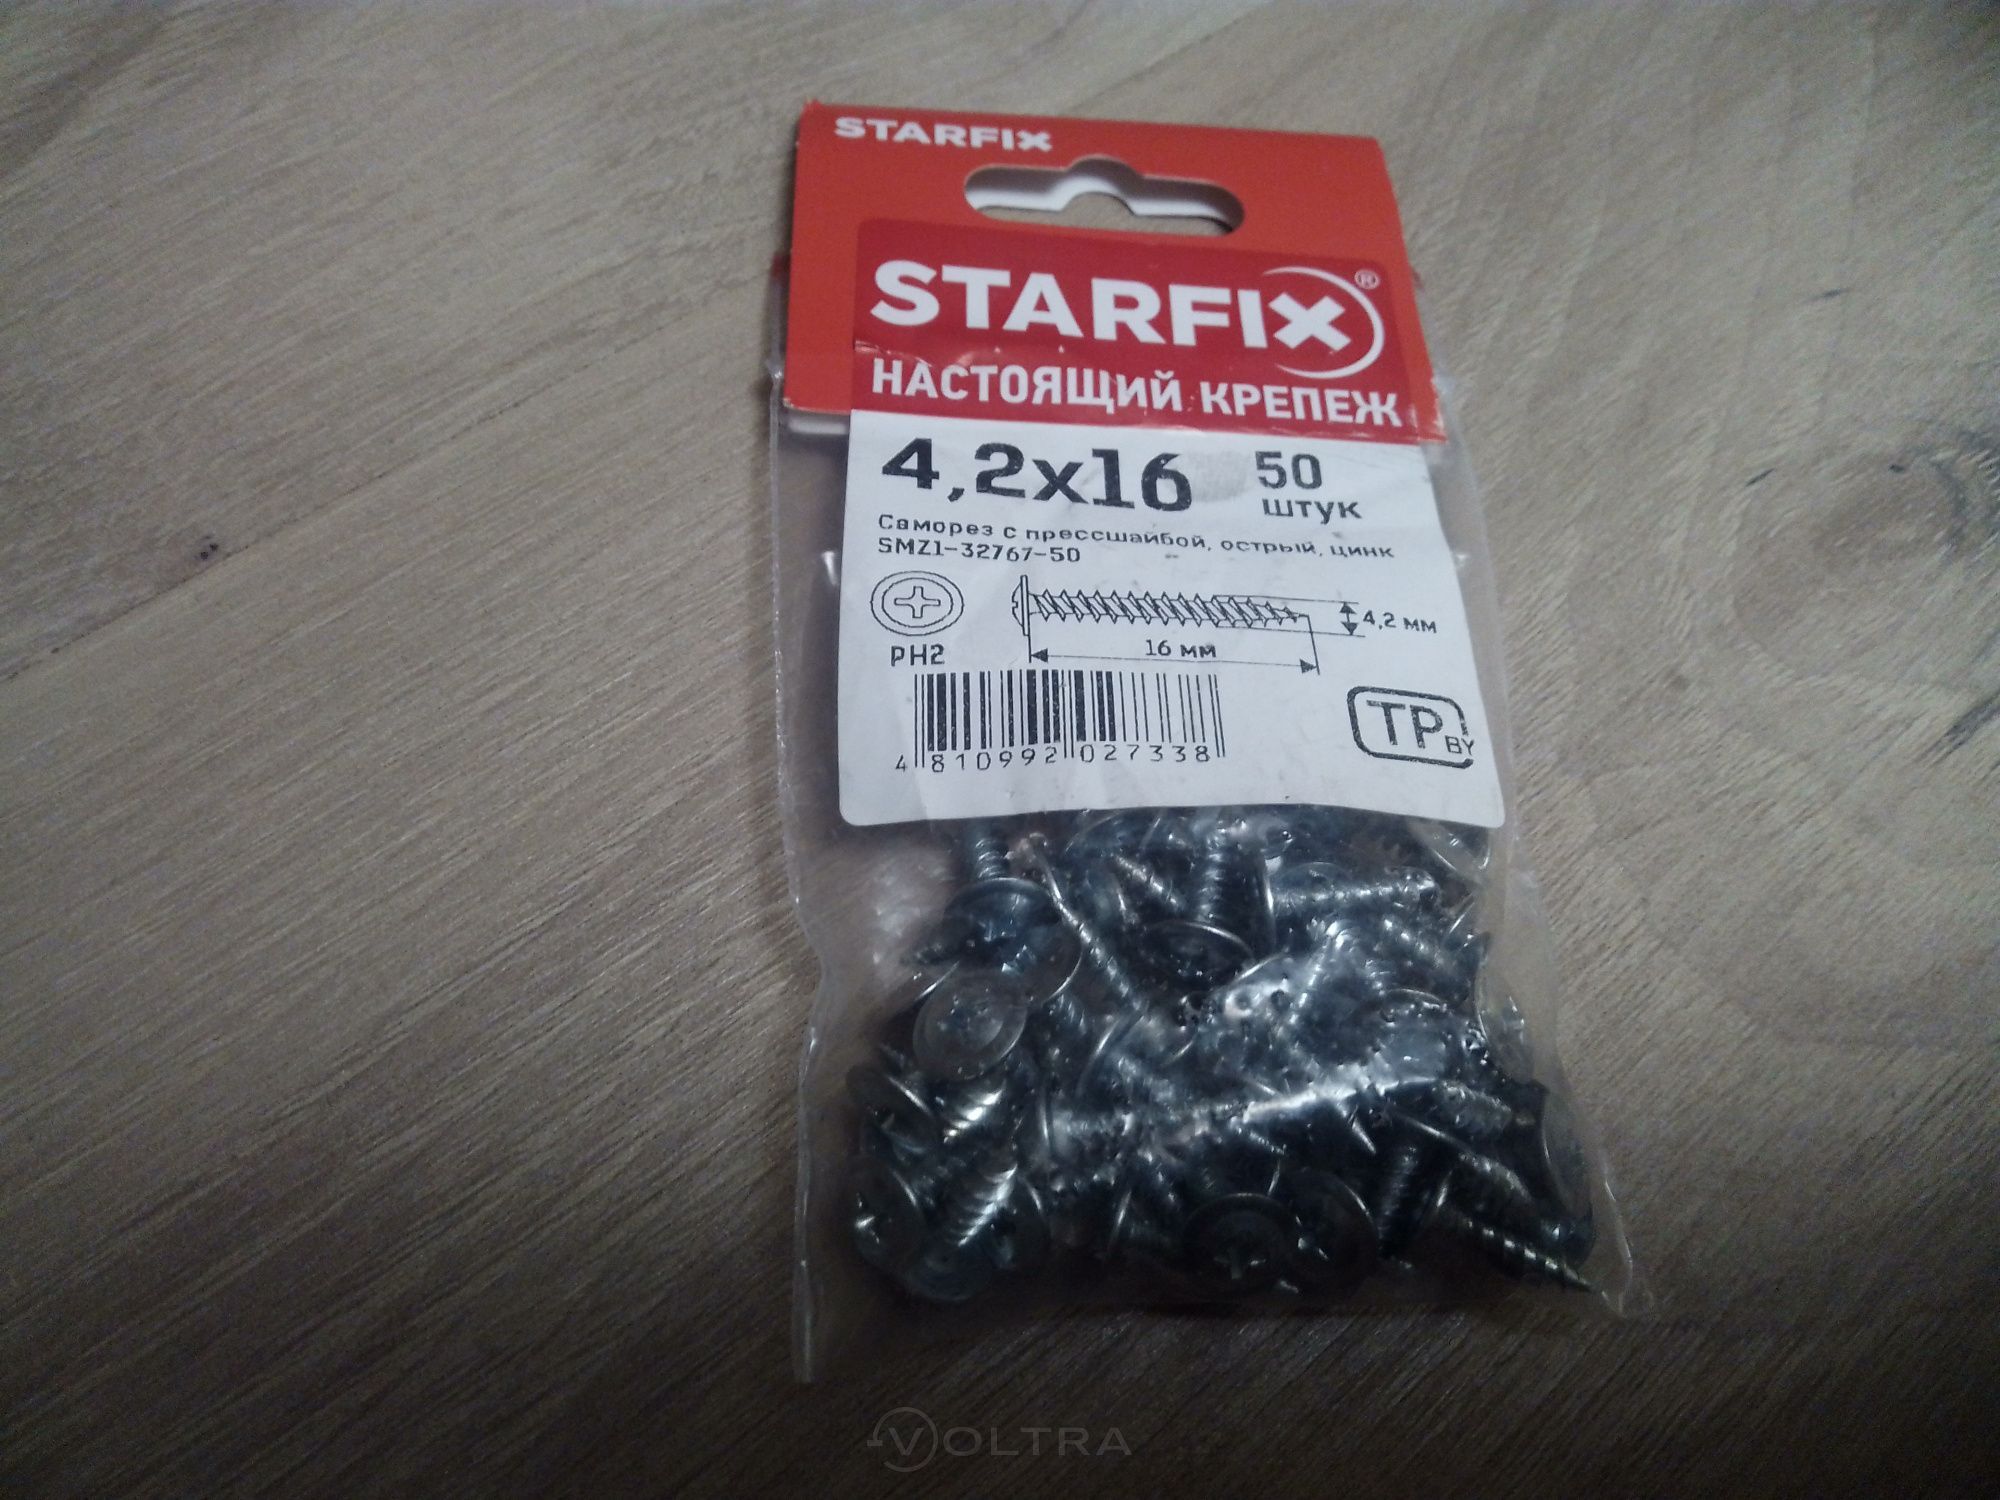 STARFIX
STARFIX®
НАСТОЯЩИЙ КРЕПЕЖ
4,2x16 50 штук
Саморез с прессшайбой, острый, цинк
SMZ1-32767-50
4,2 мм
16 мм
PH2
TP BY
4 810992 027338
VOLTRA